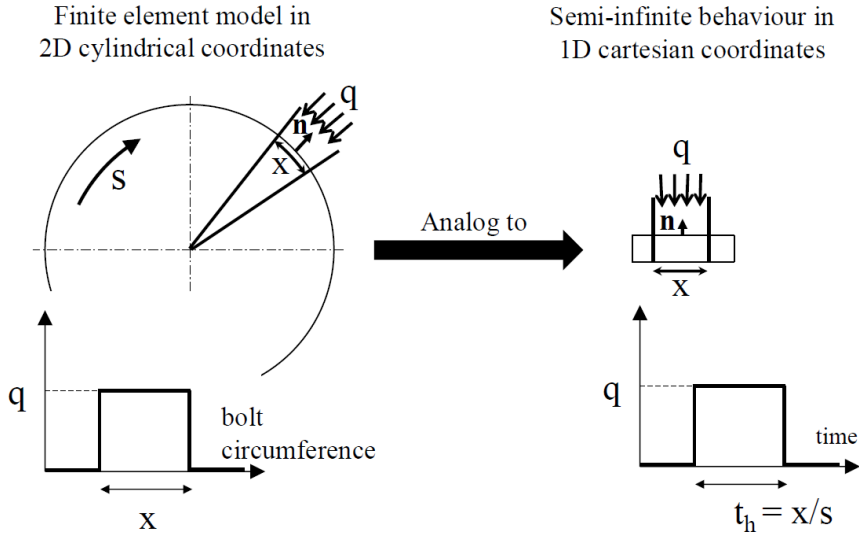 Finite element model in
2D cylindrical coordinates
q
n
x
s
Analog to
Semi-infinite behaviour in
1D cartesian coordinates
q
n
x
q
bolt
circumference
x
q
time
t_h = x/s